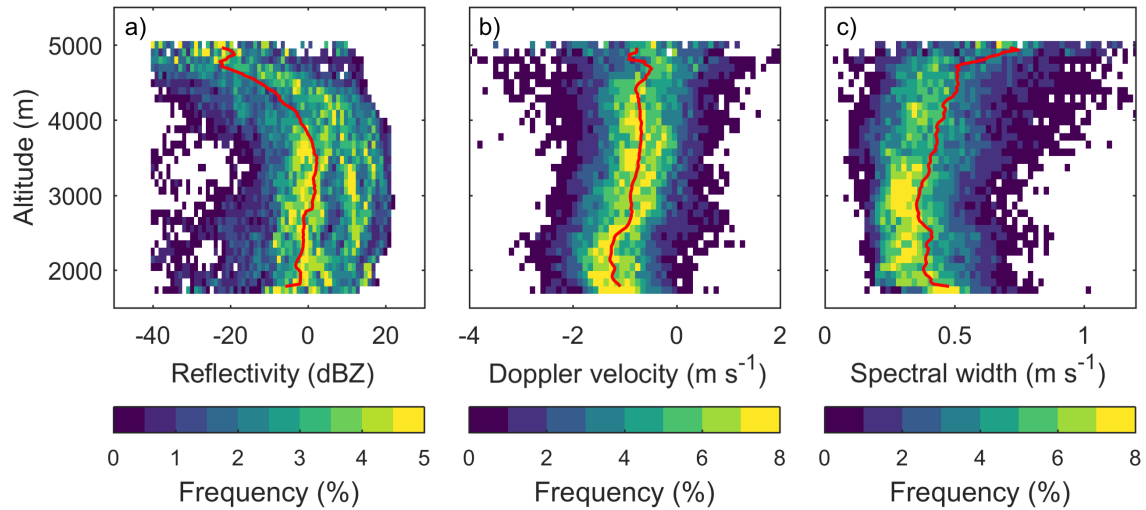 a)
b)
c)
Altitude (m)
5000
4000
3000
2000
-40 -20 0 20
-4 -2 0 2
0 0.5 1
Reflectivity (dBZ)
Doppler velocity (m s⁻¹)
Spectral width (m s⁻¹)
0 1 2 3 4 5
0 2 4 6 8
0 2 4 6 8
Frequency (%)
Frequency (%)
Frequency (%)